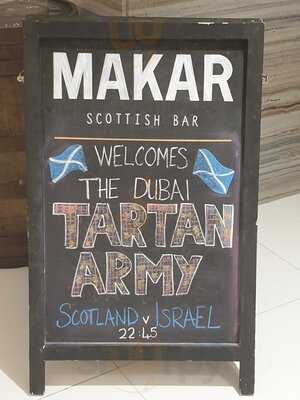 MAKAR
SCOTTISH BAR
WELCOMES
THE DUBAI
TARTAN
ARMY
SCOTLAND v ISRAEL
22:45